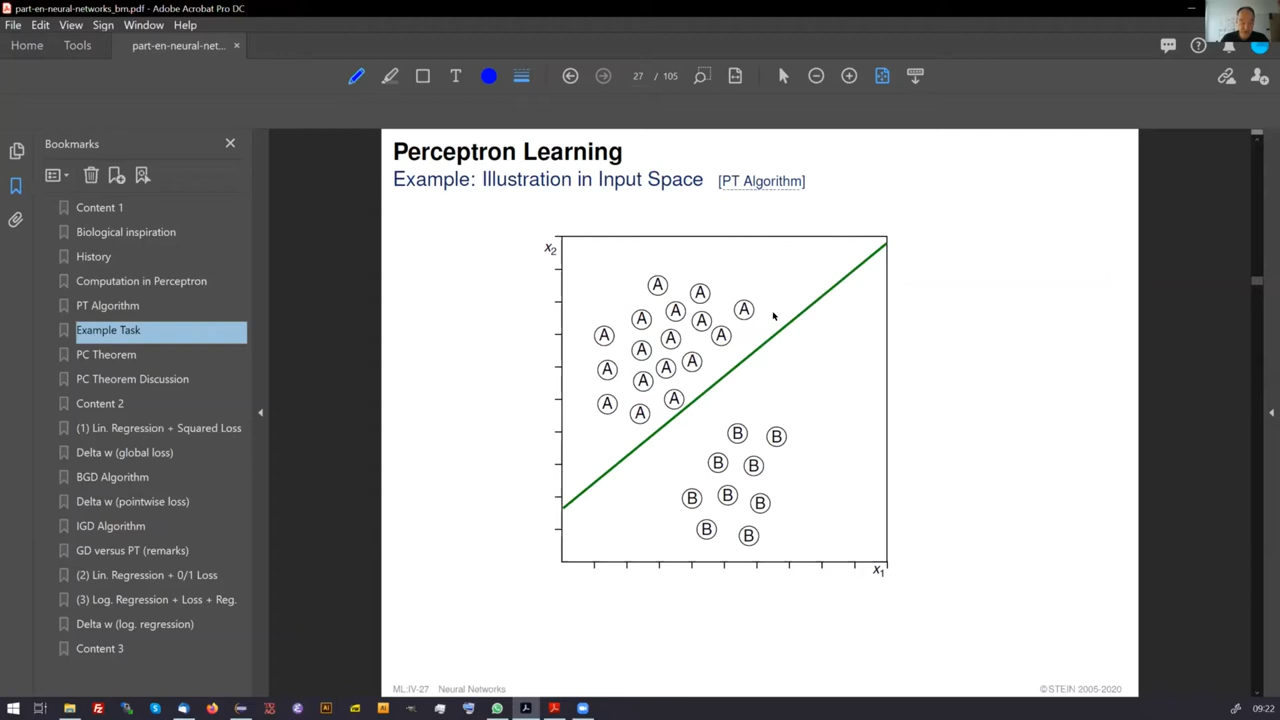 part-en-neural-networks_brn.pdf - Adobe Acrobat Pro DC
File Edit View Sign Window Help
Home Tools part-en-neural-net... ×
27 / 105
Bookmarks
Content 1
Biological inspiration
History
Computation in Perceptron
PT Algorithm
Example Task
PC Theorem
PC Theorem Discussion
Content 2
(1) Lin. Regression + Squared Loss
Delta w (global loss)
BGD Algorithm
Delta w (pointwise loss)
IGD Algorithm
GD versus PT (remarks)
(2) Lin. Regression + 0/1 Loss
(3) Log. Regression + Loss + Reg.
Delta w (log. regression)
Content 3
Perceptron Learning
Example: Illustration in Input Space [PT Algorithm]
x2
A
A A
A A A A
A A A
A A A A
A A A
A A
B B
B B
B B B
B B
x1
ML:IV-27 Neural Networks
© STEIN 2005-2020
09:22